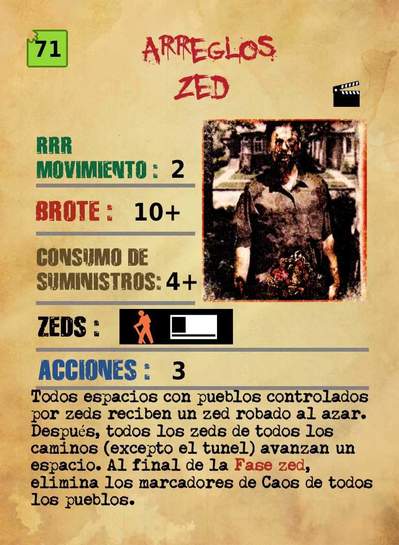 71
ARREGLOS
ZED
RRR
MOVIMIENTO : 2
BROTE : 10+
CONSUMO DE
SUMINISTROS: 4+
ZEDS :
ACCIONES : 3
Todos espacios con pueblos controlados
por zeds reciben un zed robado al azar.
Después, todos los zeds de todos los
caminos (excepto el tunel) avanzan un
espacio. Al final de la Fase zed,
elimina los marcadores de Caos de todos
los pueblos.